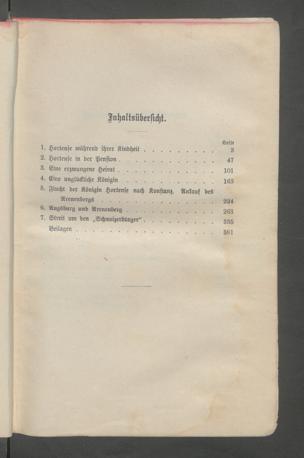 Inhaltsübersicht.
Seite
1. Hortense während ihrer Kindheit . . . . . . . . . 3
2. Hortense in der Pension . . . . . . . . . . . . 47
3. Eine erzwungene Heirat . . . . . . . . . . . . 101
4. Eine unglückliche Königin . . . . . . . . . . . 163
5. Flucht der Königin Hortense nach Konstanz. Ankauf des
Arenenbergs . . . . . . . . . . . . . . . 224
6. Augsburg und Arenenberg . . . . . . . . . . . 263
7. Streit um den „Schweizerbürger“ . . . . . . . . . 335
Beilagen . . . . . . . . . . . . . . . . 381